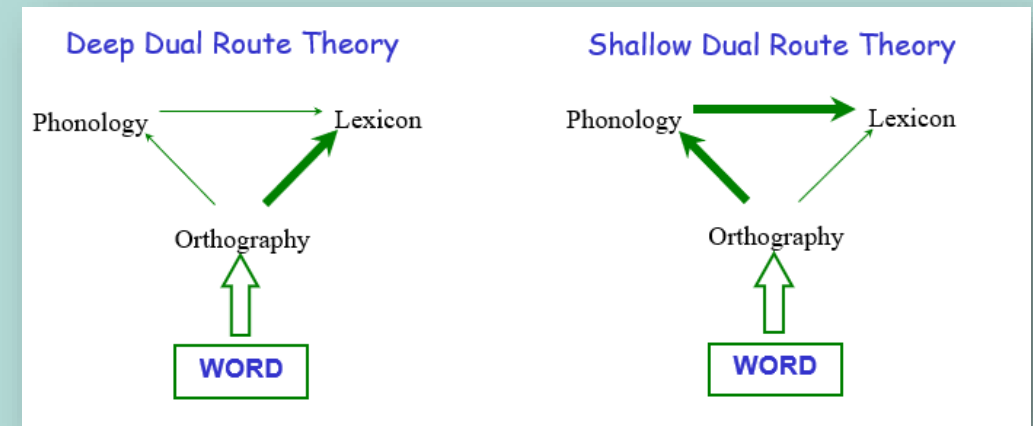 Deep Dual Route Theory
Phonology
Lexicon
Orthography
WORD
Shallow Dual Route Theory
Phonology
Lexicon
Orthography
WORD